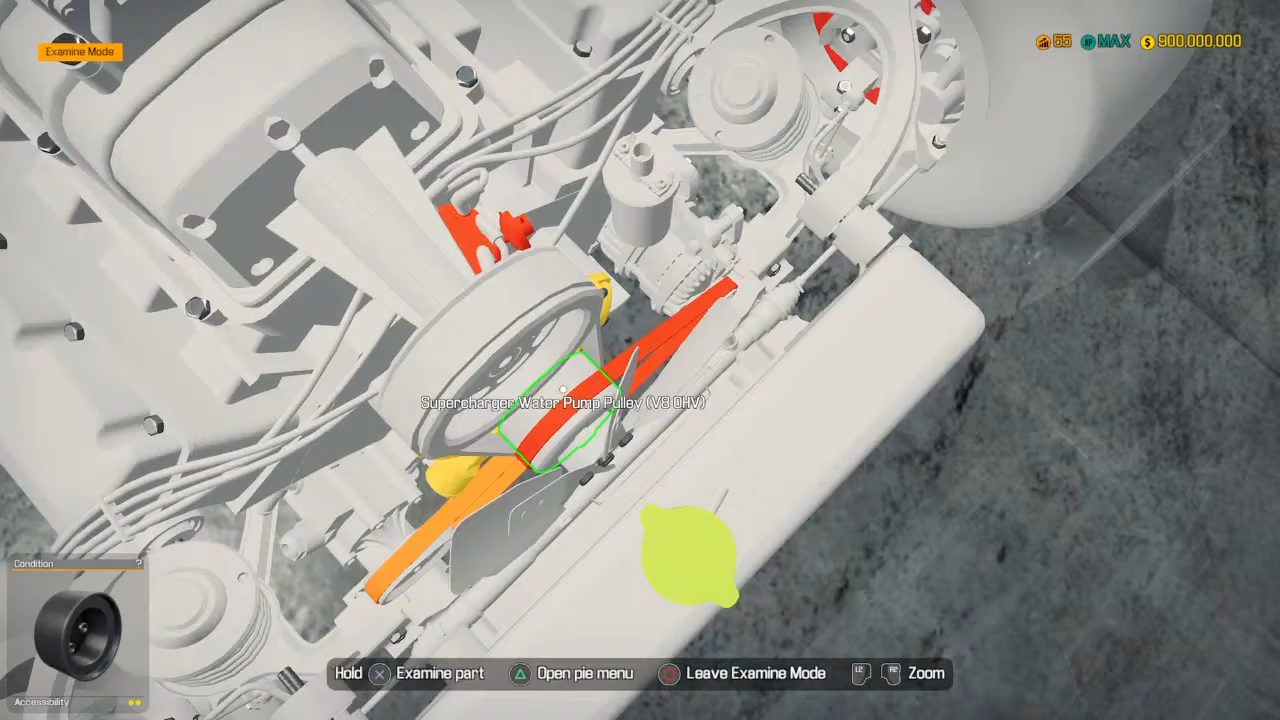 Examine Mode
55 XP MAX $ 900,000,000
Supercharger Water Pump Pulley (V8 OHV)
Condition ?
Accessibility
Hold Examine part Open pie menu Leave Examine Mode L2 R2 Zoom